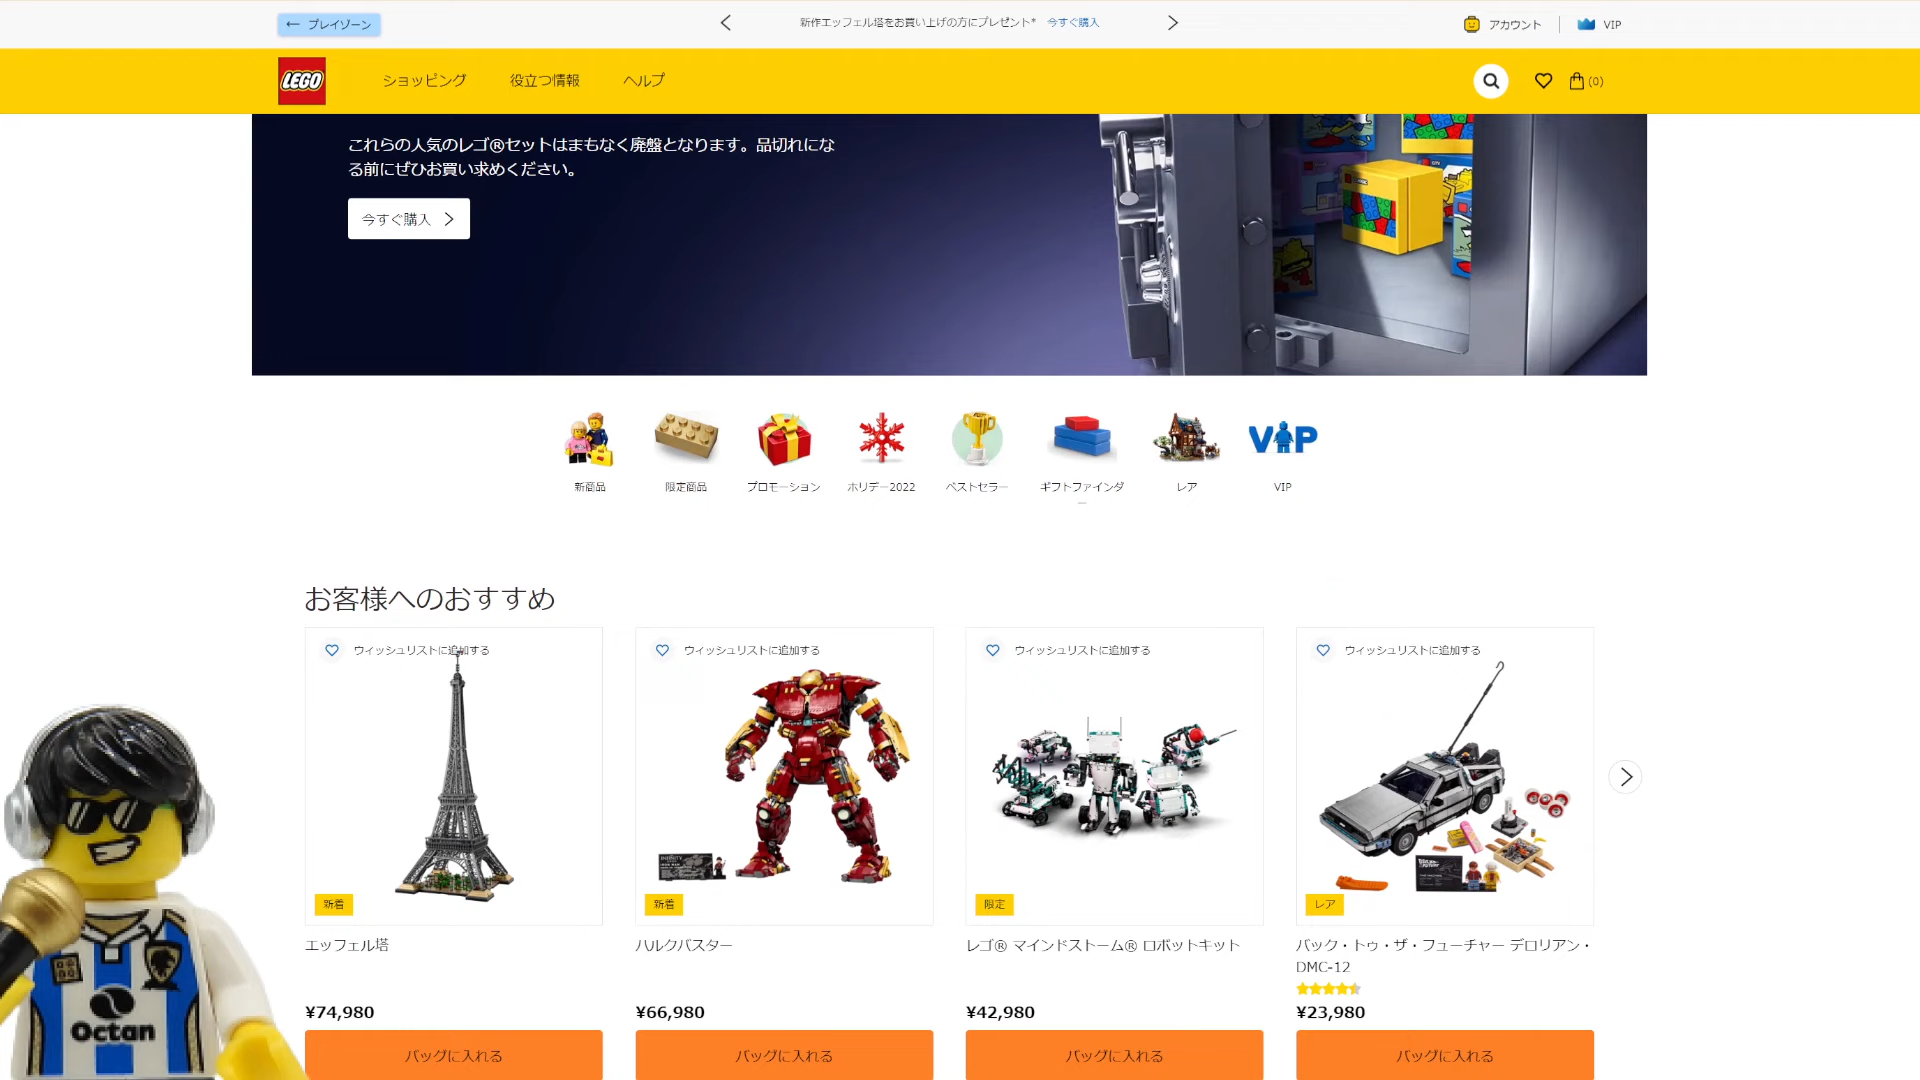 ← プレイゾーン
新作エッフェル塔をお買い上げの方にプレゼント* 今すぐ購入
アカウント
VIP
LEGO
ショッピング
役立つ情報
ヘルプ
(0)
これらの人気のレゴ®セットはまもなく廃盤となります。品切れにな
る前にぜひお買い求めください。
今すぐ購入
VIP
新商品
限定商品
プロモーション
ホリデー2022
ベストセラー
ギフトファインダ
ー
レア
VIP
お客様へのおすすめ
ウィッシュリストに追加する
ウィッシュリストに追加する
ウィッシュリストに追加する
ウィッシュリストに追加する
新着
新着
限定
レア
エッフェル塔
ハルクバスター
レゴ® マインドストーム® ロボットキット
バック・トゥ・ザ・フューチャー デロリアン・
DMC-12
¥74,980
¥66,980
¥42,980
¥23,980
バッグに入れる
バッグに入れる
バッグに入れる
バッグに入れる
Octan